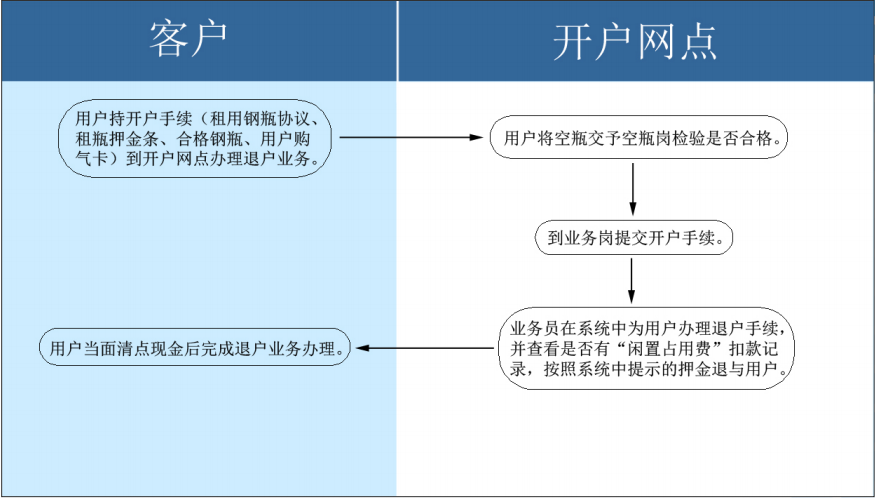 客户
开户网点
用户持开户手续（租用钢瓶协议、
租瓶押金条、合格钢瓶、用户购
气卡）到开户网点办理退户业务。
用户将空瓶交予空瓶岗检验是否合格。
到业务岗提交开户手续。
业务员在系统中为用户办理退户手续，
并查看是否有“闲置占用费”扣款记
录，按照系统中提示的押金退与用户。
用户当面清点现金后完成退户业务办理。